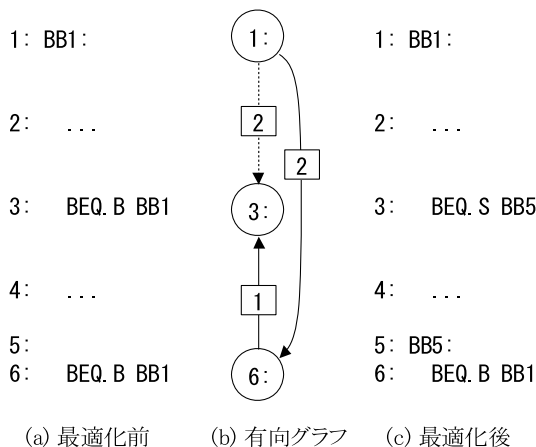 1: BB1:
2: ...
3: BEQ.B BB1
4: ...
5:
6: BEQ.B BB1
(a) 最適化前
1:
2
2
3:
1
6:
(b) 有向グラフ
1: BB1:
2: ...
3: BEQ.S BB5
4: ...
5: BB5:
6: BEQ.B BB1
(c) 最適化後